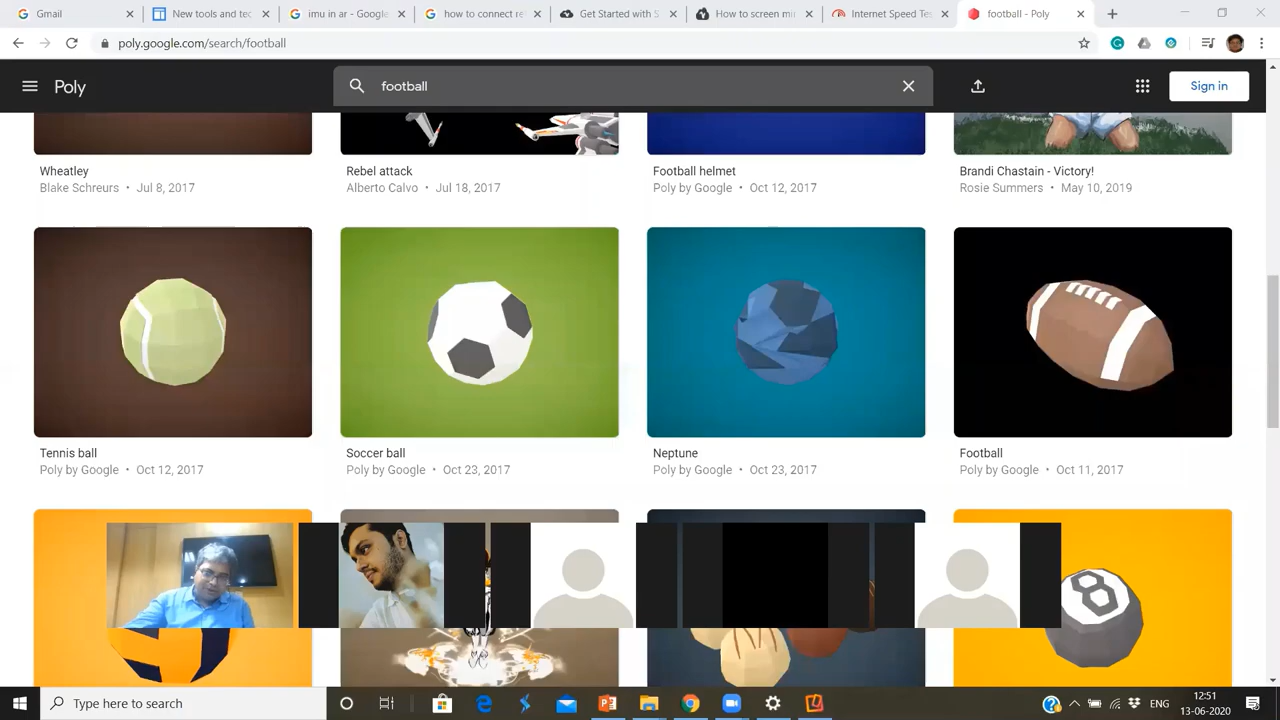 Gmail
New tools and tec
imu in ar - Google
how to connect re
Get Started with S
How to screen mi
Internet Speed Tes
football - Poly
poly.google.com/search/football
Poly
football
Sign in
Wheatley
Blake Schreurs • Jul 8, 2017
Rebel attack
Alberto Calvo • Jul 18, 2017
Football helmet
Poly by Google • Oct 12, 2017
Brandi Chastain - Victory!
Rosie Summers • May 10, 2019
Tennis ball
Poly by Google • Oct 12, 2017
Soccer ball
Poly by Google • Oct 23, 2017
Neptune
Poly by Google • Oct 23, 2017
Football
Poly by Google • Oct 11, 2017
8
Type here to search
ENG
12:51
13-06-2020